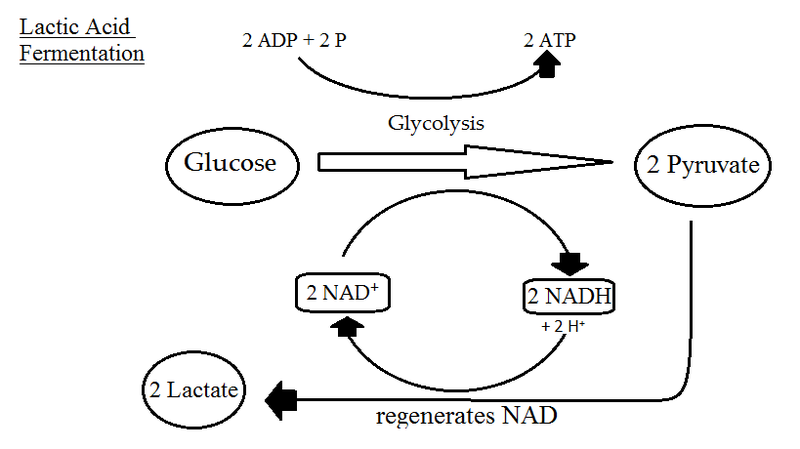 Lactic Acid
Fermentation
2 ADP + 2 P
2 ATP
Glycolysis
Glucose
2 Pyruvate
2 NAD⁺
2 NADH
+ 2 H⁺
2 Lactate
regenerates NAD